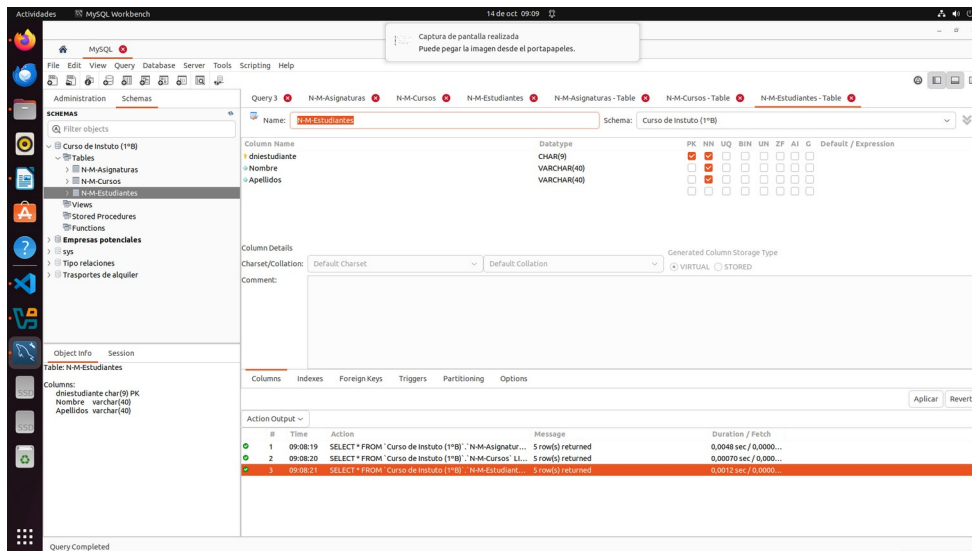 Actividades MySQL Workbench 14 de oct 09:09
Captura de pantalla realizada
Puede pegar la imagen desde el portapapeles.
MySQL
File Edit View Query Database Server Tools Scripting Help
Administration Schemas
Query 3 N-M-Asignaturas N-M-Cursos N-M-Estudiantes N-M-Asignaturas - Table N-M-Cursos - Table N-M-Estudiantes - Table
SCHEMAS
Filter objects
Curso de Instuto (1ºB)
Tables
N-M-Asignaturas
N-M-Cursos
N-M-Estudiantes
Views
Stored Procedures
Functions
Empresas potenciales
sys
Tipo relaciones
Trasportes de alquiler
Name: N-M-Estudiantes Schema: Curso de Instuto (1ºB)
Column Name Datatype PK NN UQ BIN UN ZF AI G Default / Expression
dniestudiante CHAR(9)
Nombre VARCHAR(40)
Apellidos VARCHAR(40)
Column Details
Generated Column Storage Type
Charset/Collation: Default Charset Default Collation VIRTUAL STORED
Comment:
Object Info Session
Table: N-M-Estudiantes
Columns:
dniestudiante char(9) PK
Nombre varchar(40)
Apellidos varchar(40)
Columns Indexes Foreign Keys Triggers Partitioning Options
Aplicar Revert
Action Output
# Time Action Message Duration / Fetch
1 09:08:19 SELECT * FROM `Curso de Instuto (1ºB)`.`N-M-Asignatur... 5 row(s) returned 0,0048 sec / 0,0000...
2 09:08:20 SELECT * FROM `Curso de Instuto (1ºB)`.`N-M-Cursos` LI... 5 row(s) returned 0,00070 sec / 0,000...
3 09:08:21 SELECT * FROM `Curso de Instuto (1ºB)`.`N-M-Estudiant... 5 row(s) returned 0,0012 sec / 0,0000...
Query Completed
SSD
SSD